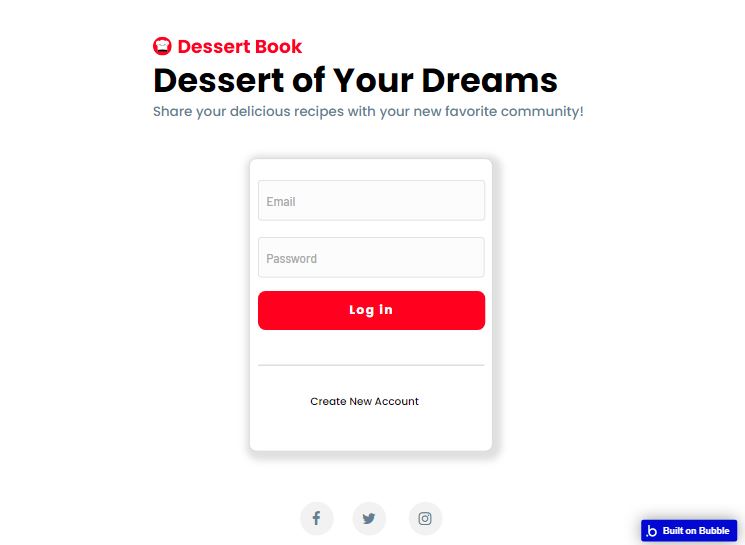 Dessert Book
Dessert of Your Dreams
Share your delicious recipes with your new favorite community!
Email
Password
Log in
Create New Account
Built on Bubble